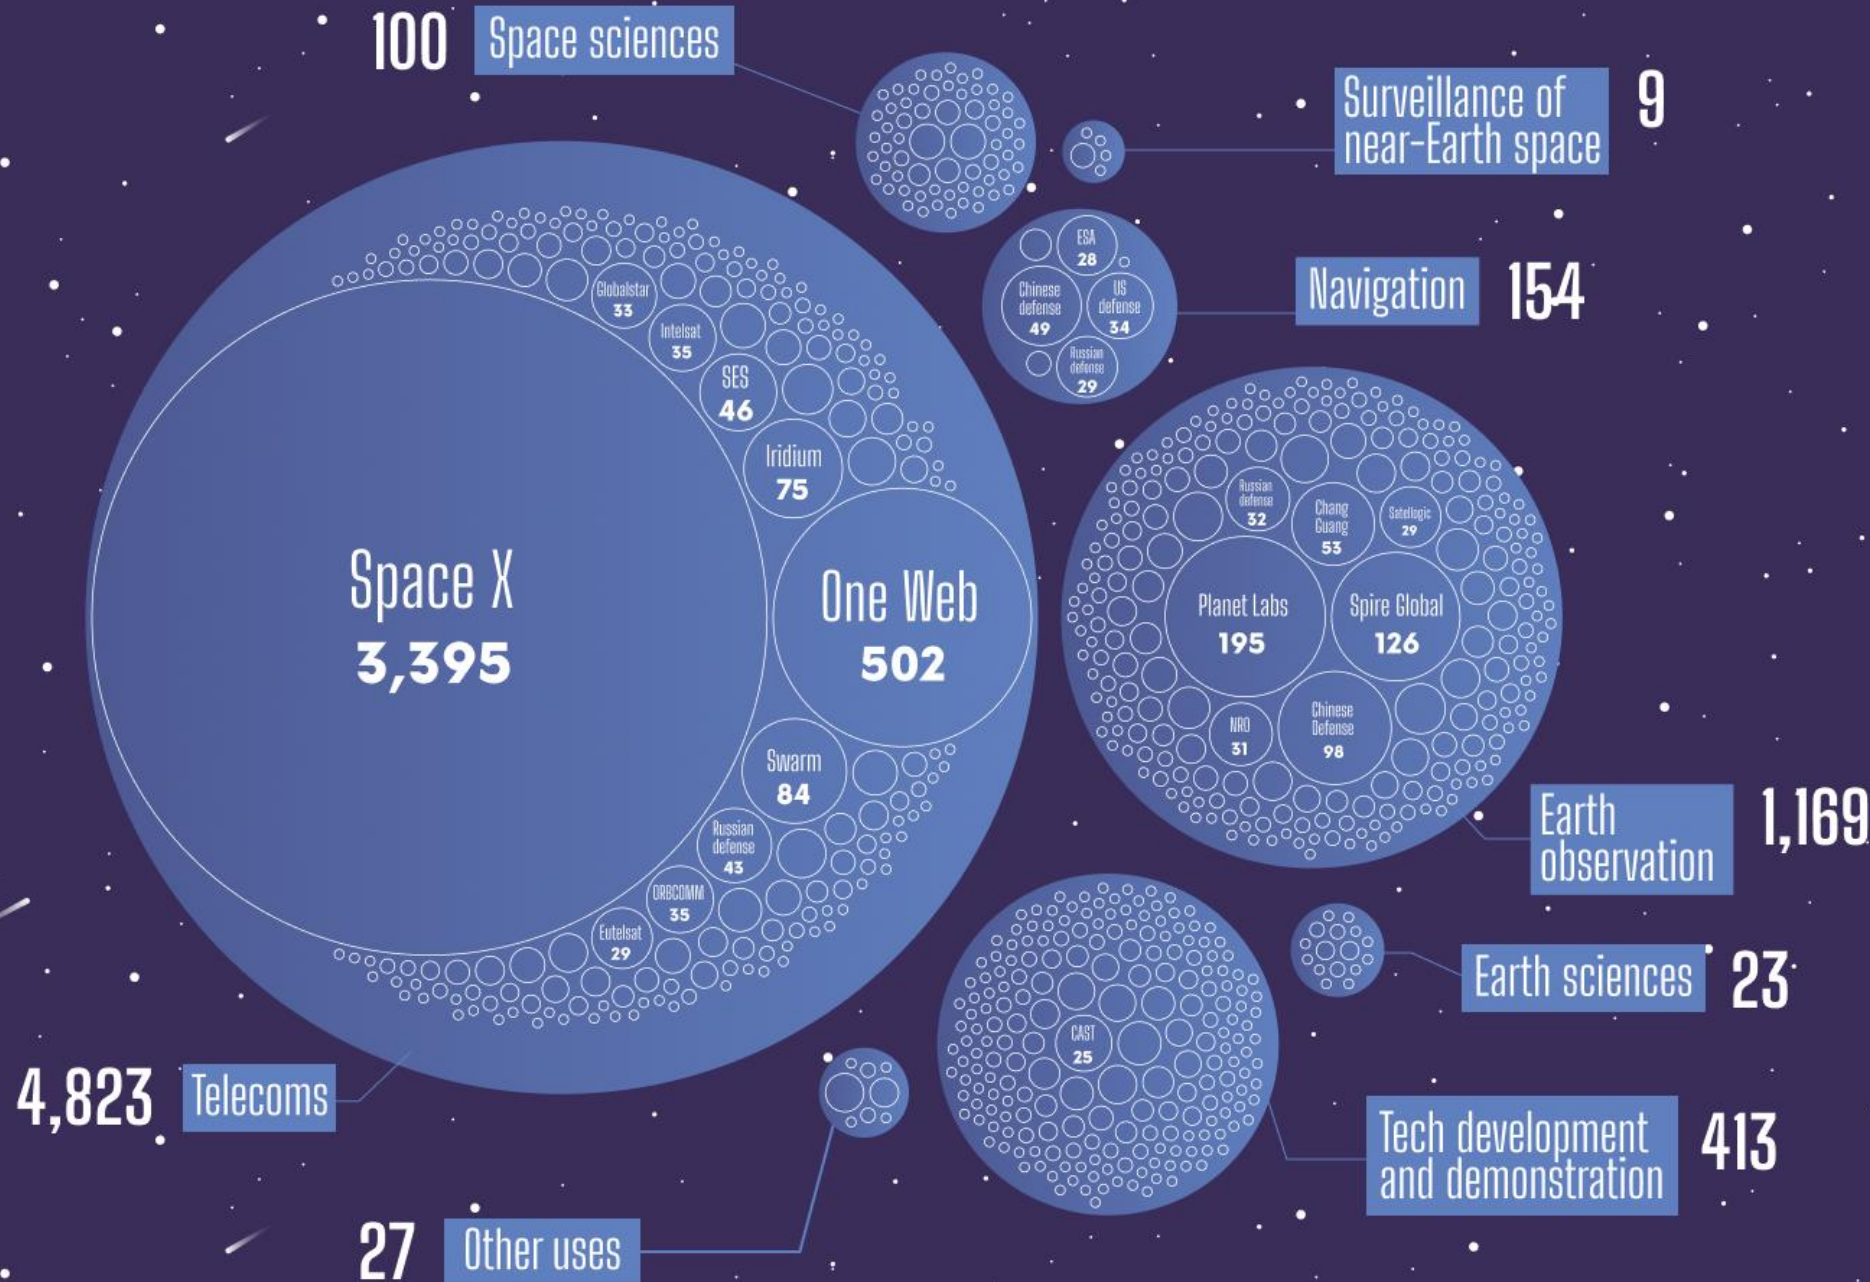 100
Space sciences
Surveillance of
near-Earth space
9
ESA
28
Chinese
defense
49
US
defense
34
Russian
defense
29
Navigation
154
Globalstar
33
Intelsat
35
SES
46
Iridium
75
Space X
3,395
One Web
502
Swarm
84
Russian
defense
43
ORBCOMM
35
Eutelsat
29
4,823
Telecoms
Russian
defense
32
Chang
Guang
53
Satellogic
29
Planet Labs
195
Spire Global
126
NRO
31
Chinese
Defense
98
Earth
observation
1,169
Earth sciences
23
CAST
25
Tech development
and demonstration
413
27
Other uses